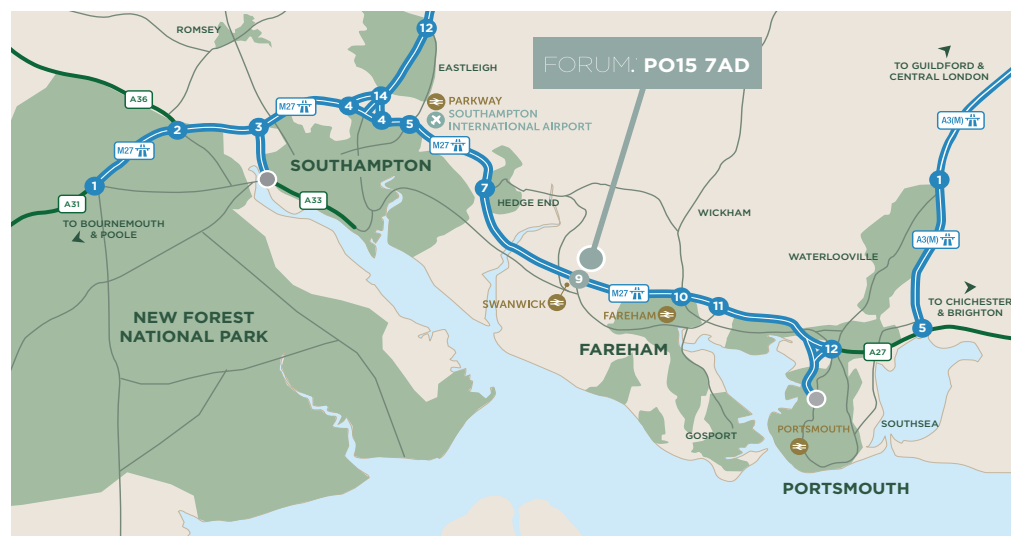 ROMSEY
12
EASTLEIGH
FORUM. PO15 7AD
TO GUILDFORD &
CENTRAL LONDON
A36
PARKWAY
SOUTHAMPTON
INTERNATIONAL AIRPORT
14
4
4
5
M27
3
2
M27
M27
A3(M)
SOUTHAMPTON
1
A31
A33
7
HEDGE END
1
TO BOURNEMOUTH
& POOLE
WICKHAM
A3(M)
WATERLOOVILLE
9
SWANWICK
M27
10
11
FAREHAM
TO CHICHESTER
& BRIGHTON
NEW FOREST
NATIONAL PARK
5
FAREHAM
12
A27
GOSPORT
PORTSMOUTH
SOUTHSEA
PORTSMOUTH